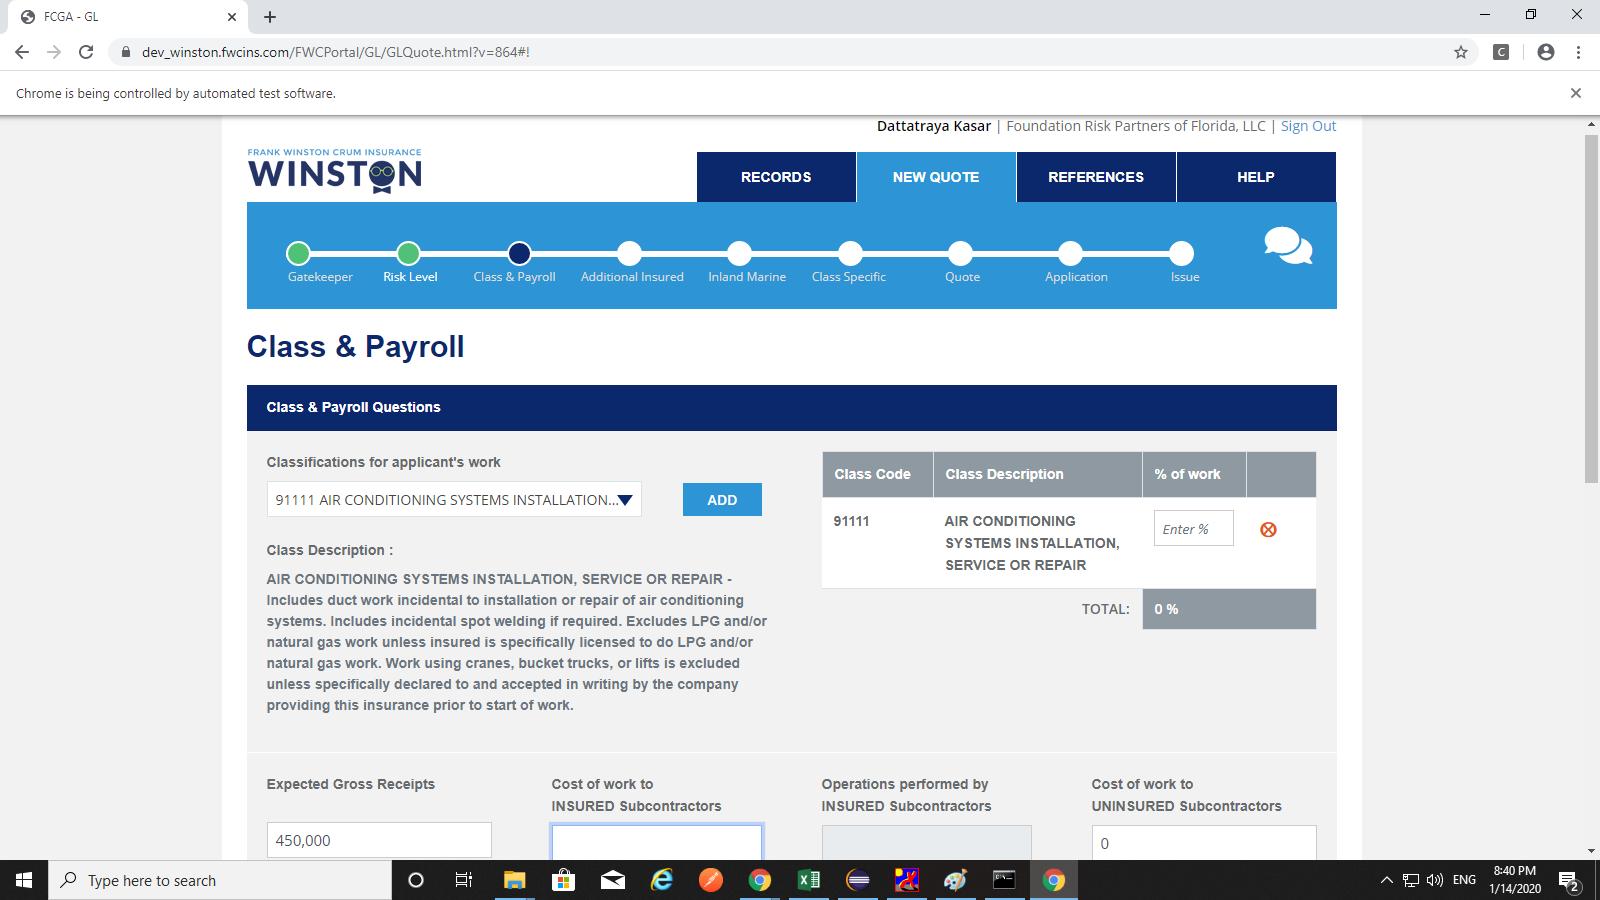 FCGA - GL
dev_winston.fwcins.com/FWCPortal/GL/GLQuote.html?v=864#!
C
Chrome is being controlled by automated test software.
Dattatraya Kasar | Foundation Risk Partners of Florida, LLC | Sign Out
FRANK WINSTON CRUM INSURANCE
WINSTON
RECORDS
NEW QUOTE
REFERENCES
HELP
Gatekeeper
Risk Level
Class & Payroll
Additional Insured
Inland Marine
Class Specific
Quote
Application
Issue
Class & Payroll
Class & Payroll Questions
Classifications for applicant's work
91111 AIR CONDITIONING SYSTEMS INSTALLATION...
ADD
Class Description :
AIR CONDITIONING SYSTEMS INSTALLATION, SERVICE OR REPAIR -
Includes duct work incidental to installation or repair of air conditioning
systems. Includes incidental spot welding if required. Excludes LPG and/or
natural gas work unless insured is specifically licensed to do LPG and/or
natural gas work. Work using cranes, bucket trucks, or lifts is excluded
unless specifically declared to and accepted in writing by the company
providing this insurance prior to start of work.
Class Code
Class Description
% of work
91111
AIR CONDITIONING
SYSTEMS INSTALLATION,
SERVICE OR REPAIR
Enter %
TOTAL:
0 %
Expected Gross Receipts
450,000
Cost of work to
INSURED Subcontractors
Operations performed by
INSURED Subcontractors
Cost of work to
UNINSURED Subcontractors
0
Type here to search
ENG
8:40 PM
1/14/2020
2